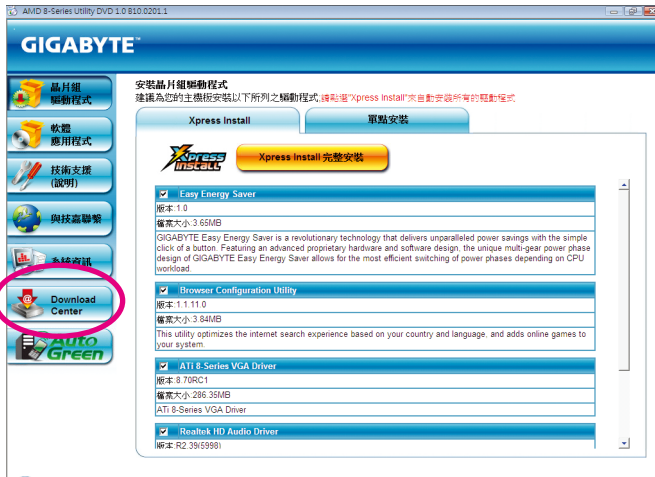 AMD 8-Series Utility DVD 1.0 B10.0201.1
GIGABYTE™
晶片組
驅動程式
軟體
應用程式
技術支援
(說明)
與技嘉聯繫
系統資訊
Download
Center
Auto
Green
安裝晶片組驅動程式
建議為您的主機板安裝以下所列之驅動程式,請點選"Xpress Install"來自動安裝所有的驅動程式
Xpress Install
單點安裝
Xpress
Install
Xpress Install 完整安裝
Easy Energy Saver
版本:1.0
檔案大小:3.65MB
GIGABYTE Easy Energy Saver is a revolutionary technology that delivers unparalleled power savings with the simple
click of a button. Featuring an advanced proprietary hardware and software design, the unique multi-gear power phase
design of GIGABYTE Easy Energy Saver allows for the most efficient switching of power phases depending on CPU
workload.
Browser Configuration Utility
版本:1.1.11.0
檔案大小:3.84MB
This utility optimizes the internet search experience based on your country and language, and adds online games to
your system.
ATi 8-Series VGA Driver
版本:8.70RC1
檔案大小:286.35MB
ATi 8-Series VGA Driver
Realtek HD Audio Driver
版本:R2.39(5998)